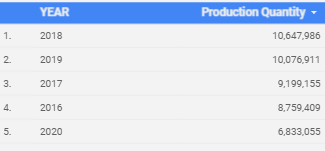 YEAR Production Quantity
1. 2018 10,647,986
2. 2019 10,076,911
3. 2017 9,199,155
4. 2016 8,759,409
5. 2020 6,833,055